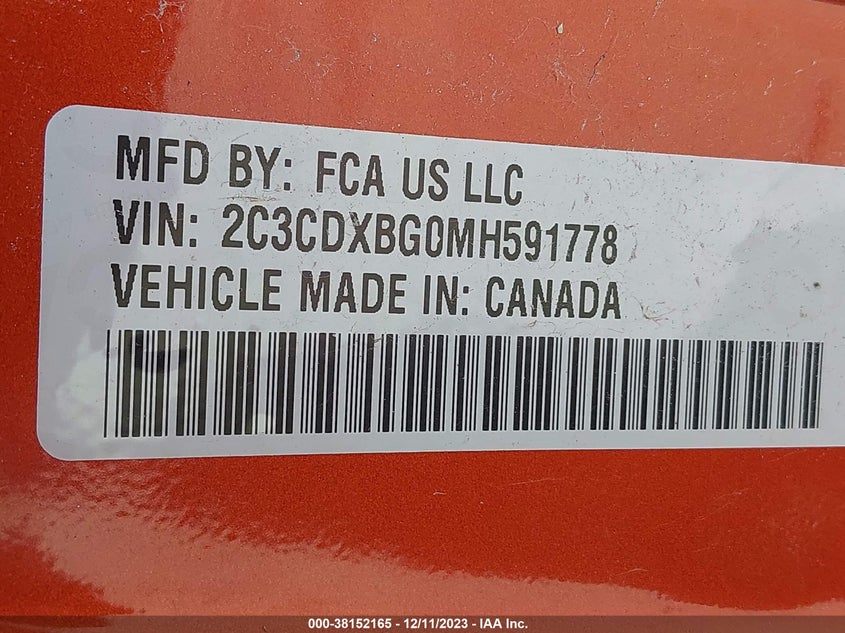 MFD BY: FCA US LLC
VIN: 2C3CDXBG0MH591778
VEHICLE MADE IN: CANADA
000-38152165 - 12/11/2023 - IAA Inc.